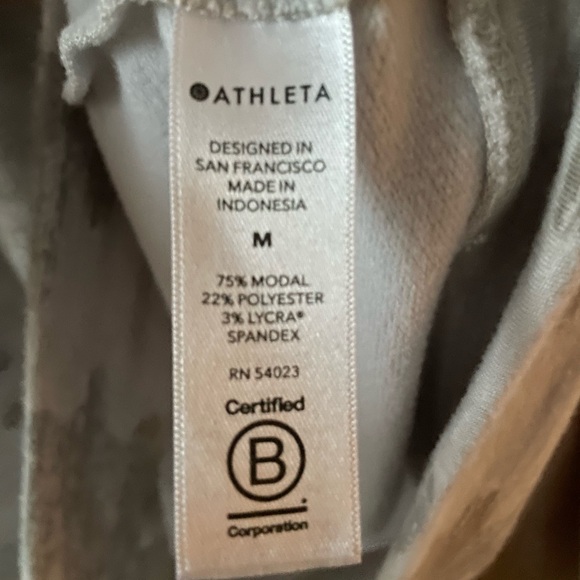 ATHLETA
DESIGNED IN
SAN FRANCISCO
MADE IN
INDONESIA
M
75% MODAL
22% POLYESTER
3% LYCRA®
SPANDEX
RN 54023
Certified
B
Corporation